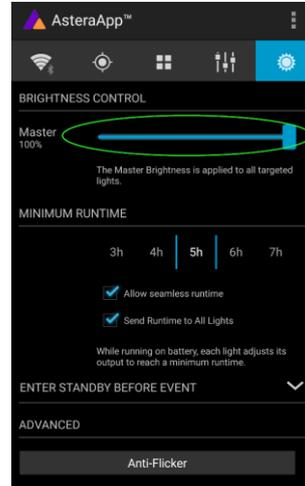 AsteraApp™
BRIGHTNESS CONTROL
Master
100%
The Master Brightness is applied to all targeted
lights.
MINIMUM RUNTIME
3h 4h 5h 6h 7h
Allow seamless runtime
Send Runtime to All Lights
While running on battery, each light adjusts its
output to reach a minimum runtime.
ENTER STANDBY BEFORE EVENT
ADVANCED
Anti-Flicker